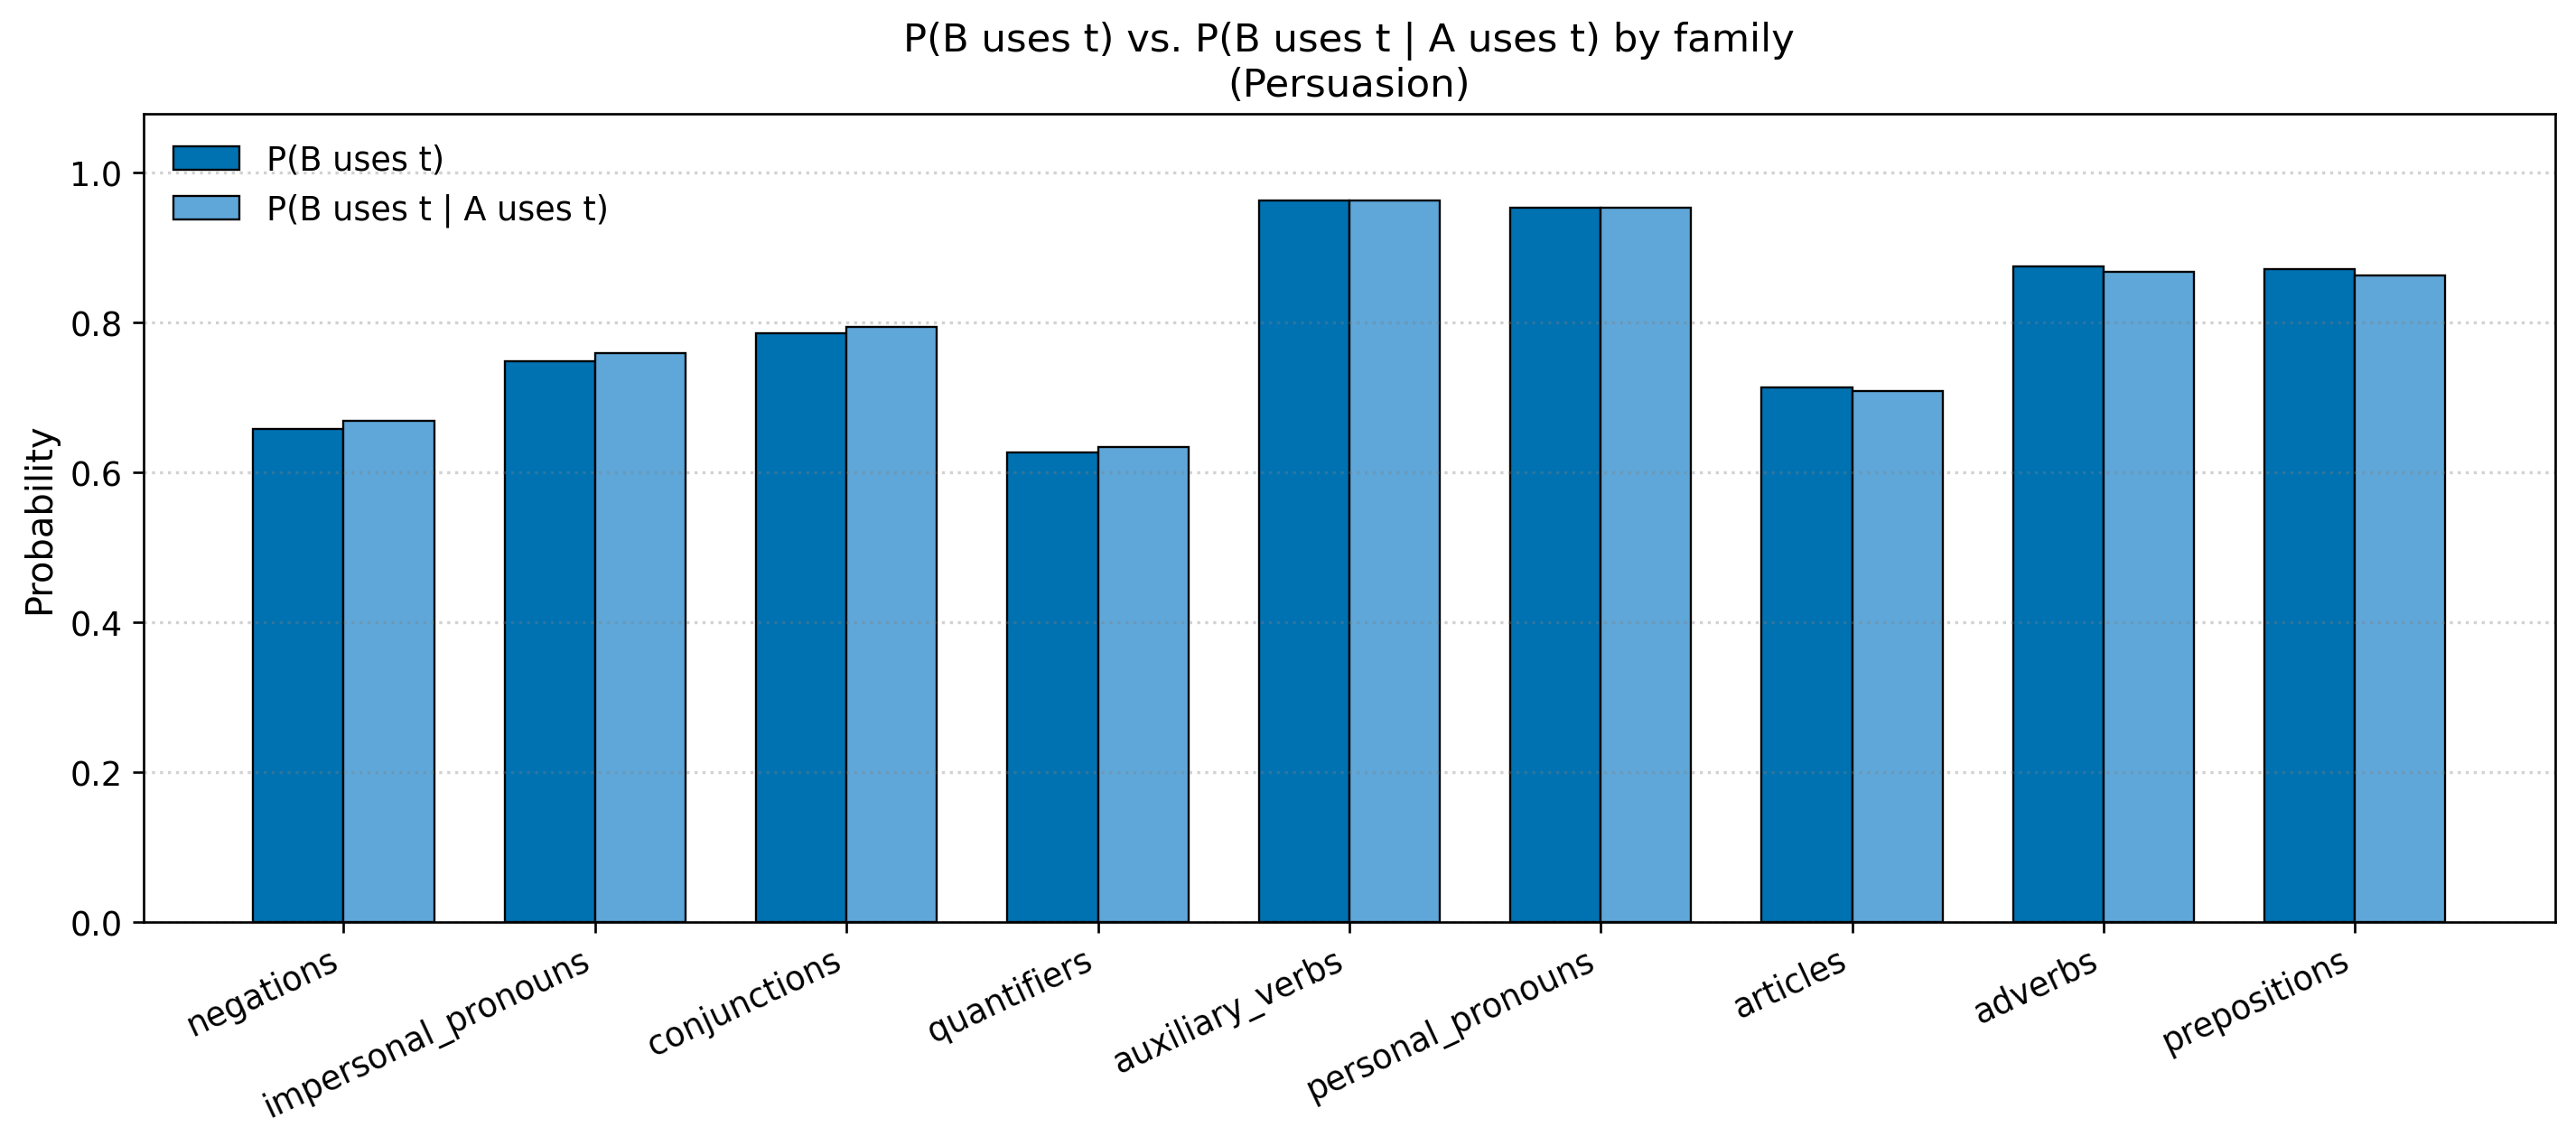 P(B uses t) vs. P(B uses t | A uses t) by family
(Persuasion)
P(B uses t)
P(B uses t | A uses t)
Probability
1.0
0.8
0.6
0.4
0.2
0.0
negations
impersonal_pronouns
conjunctions
quantifiers
auxiliary_verbs
personal_pronouns
articles
adverbs
prepositions